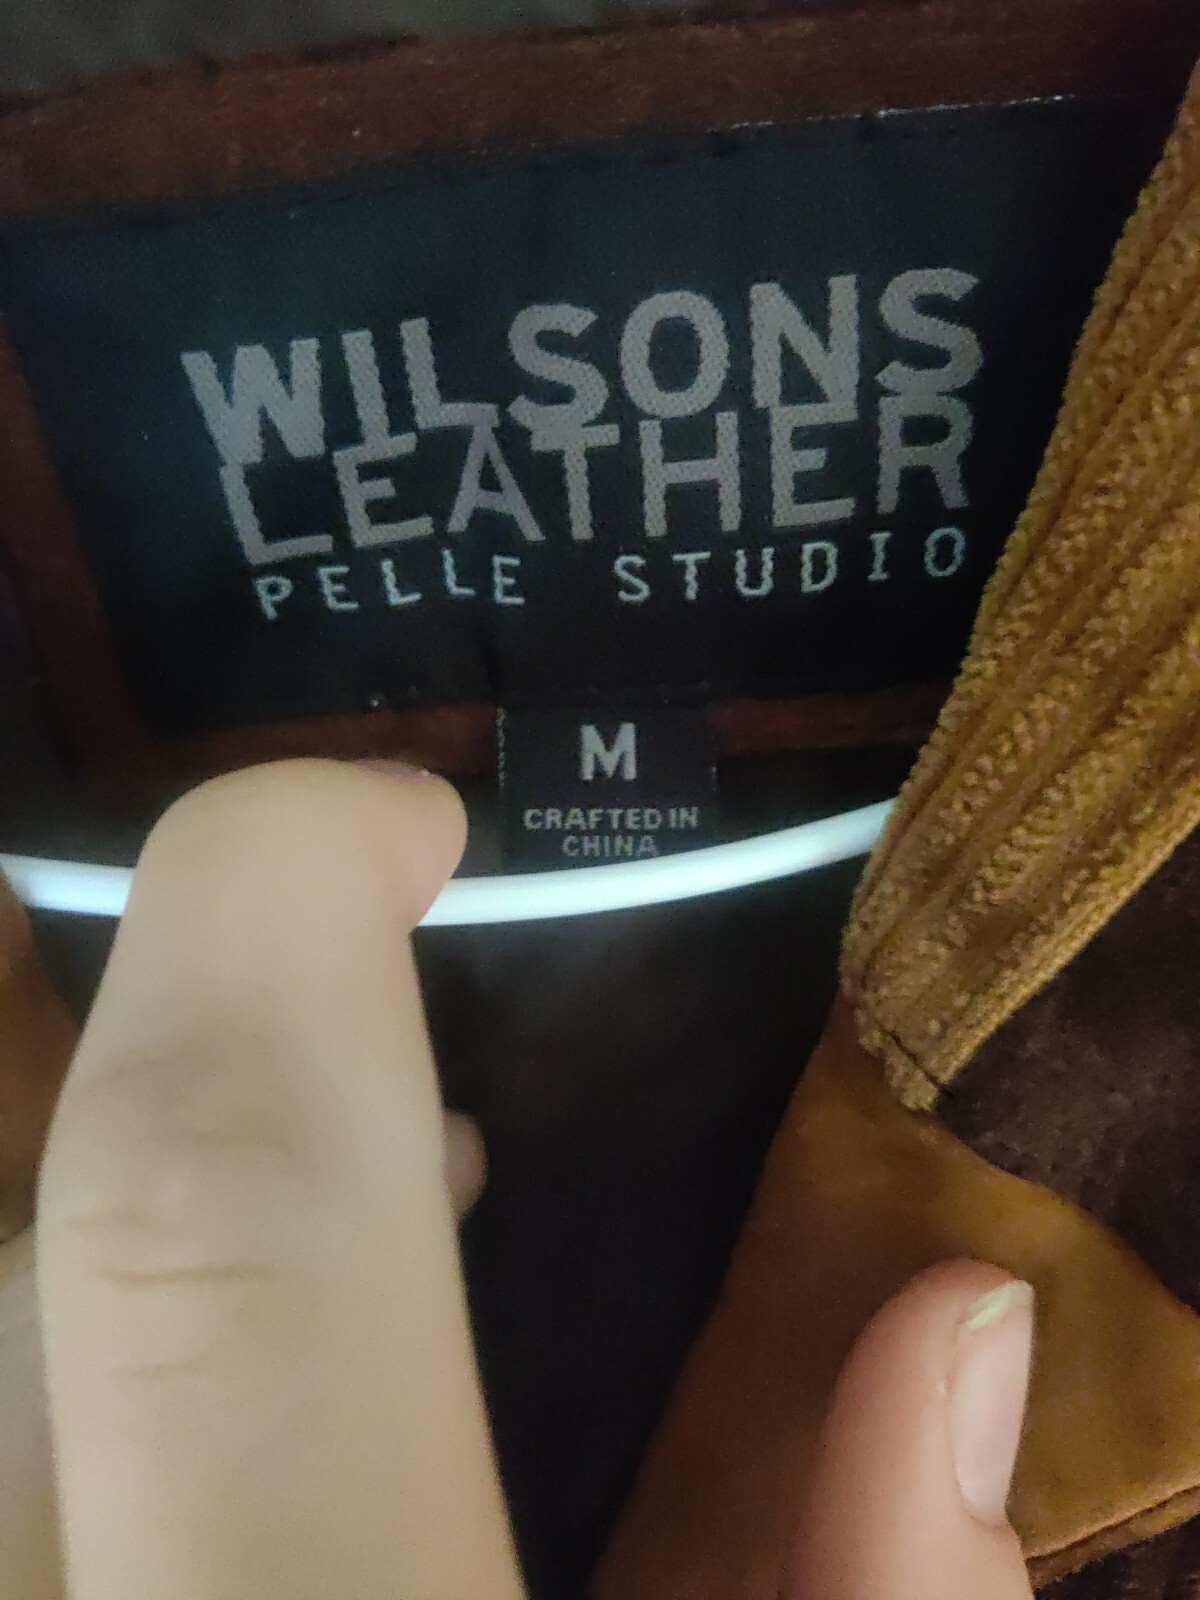 WILSONS
LEATHER
PELLE STUDIO
M
CRAFTED IN
CHINA